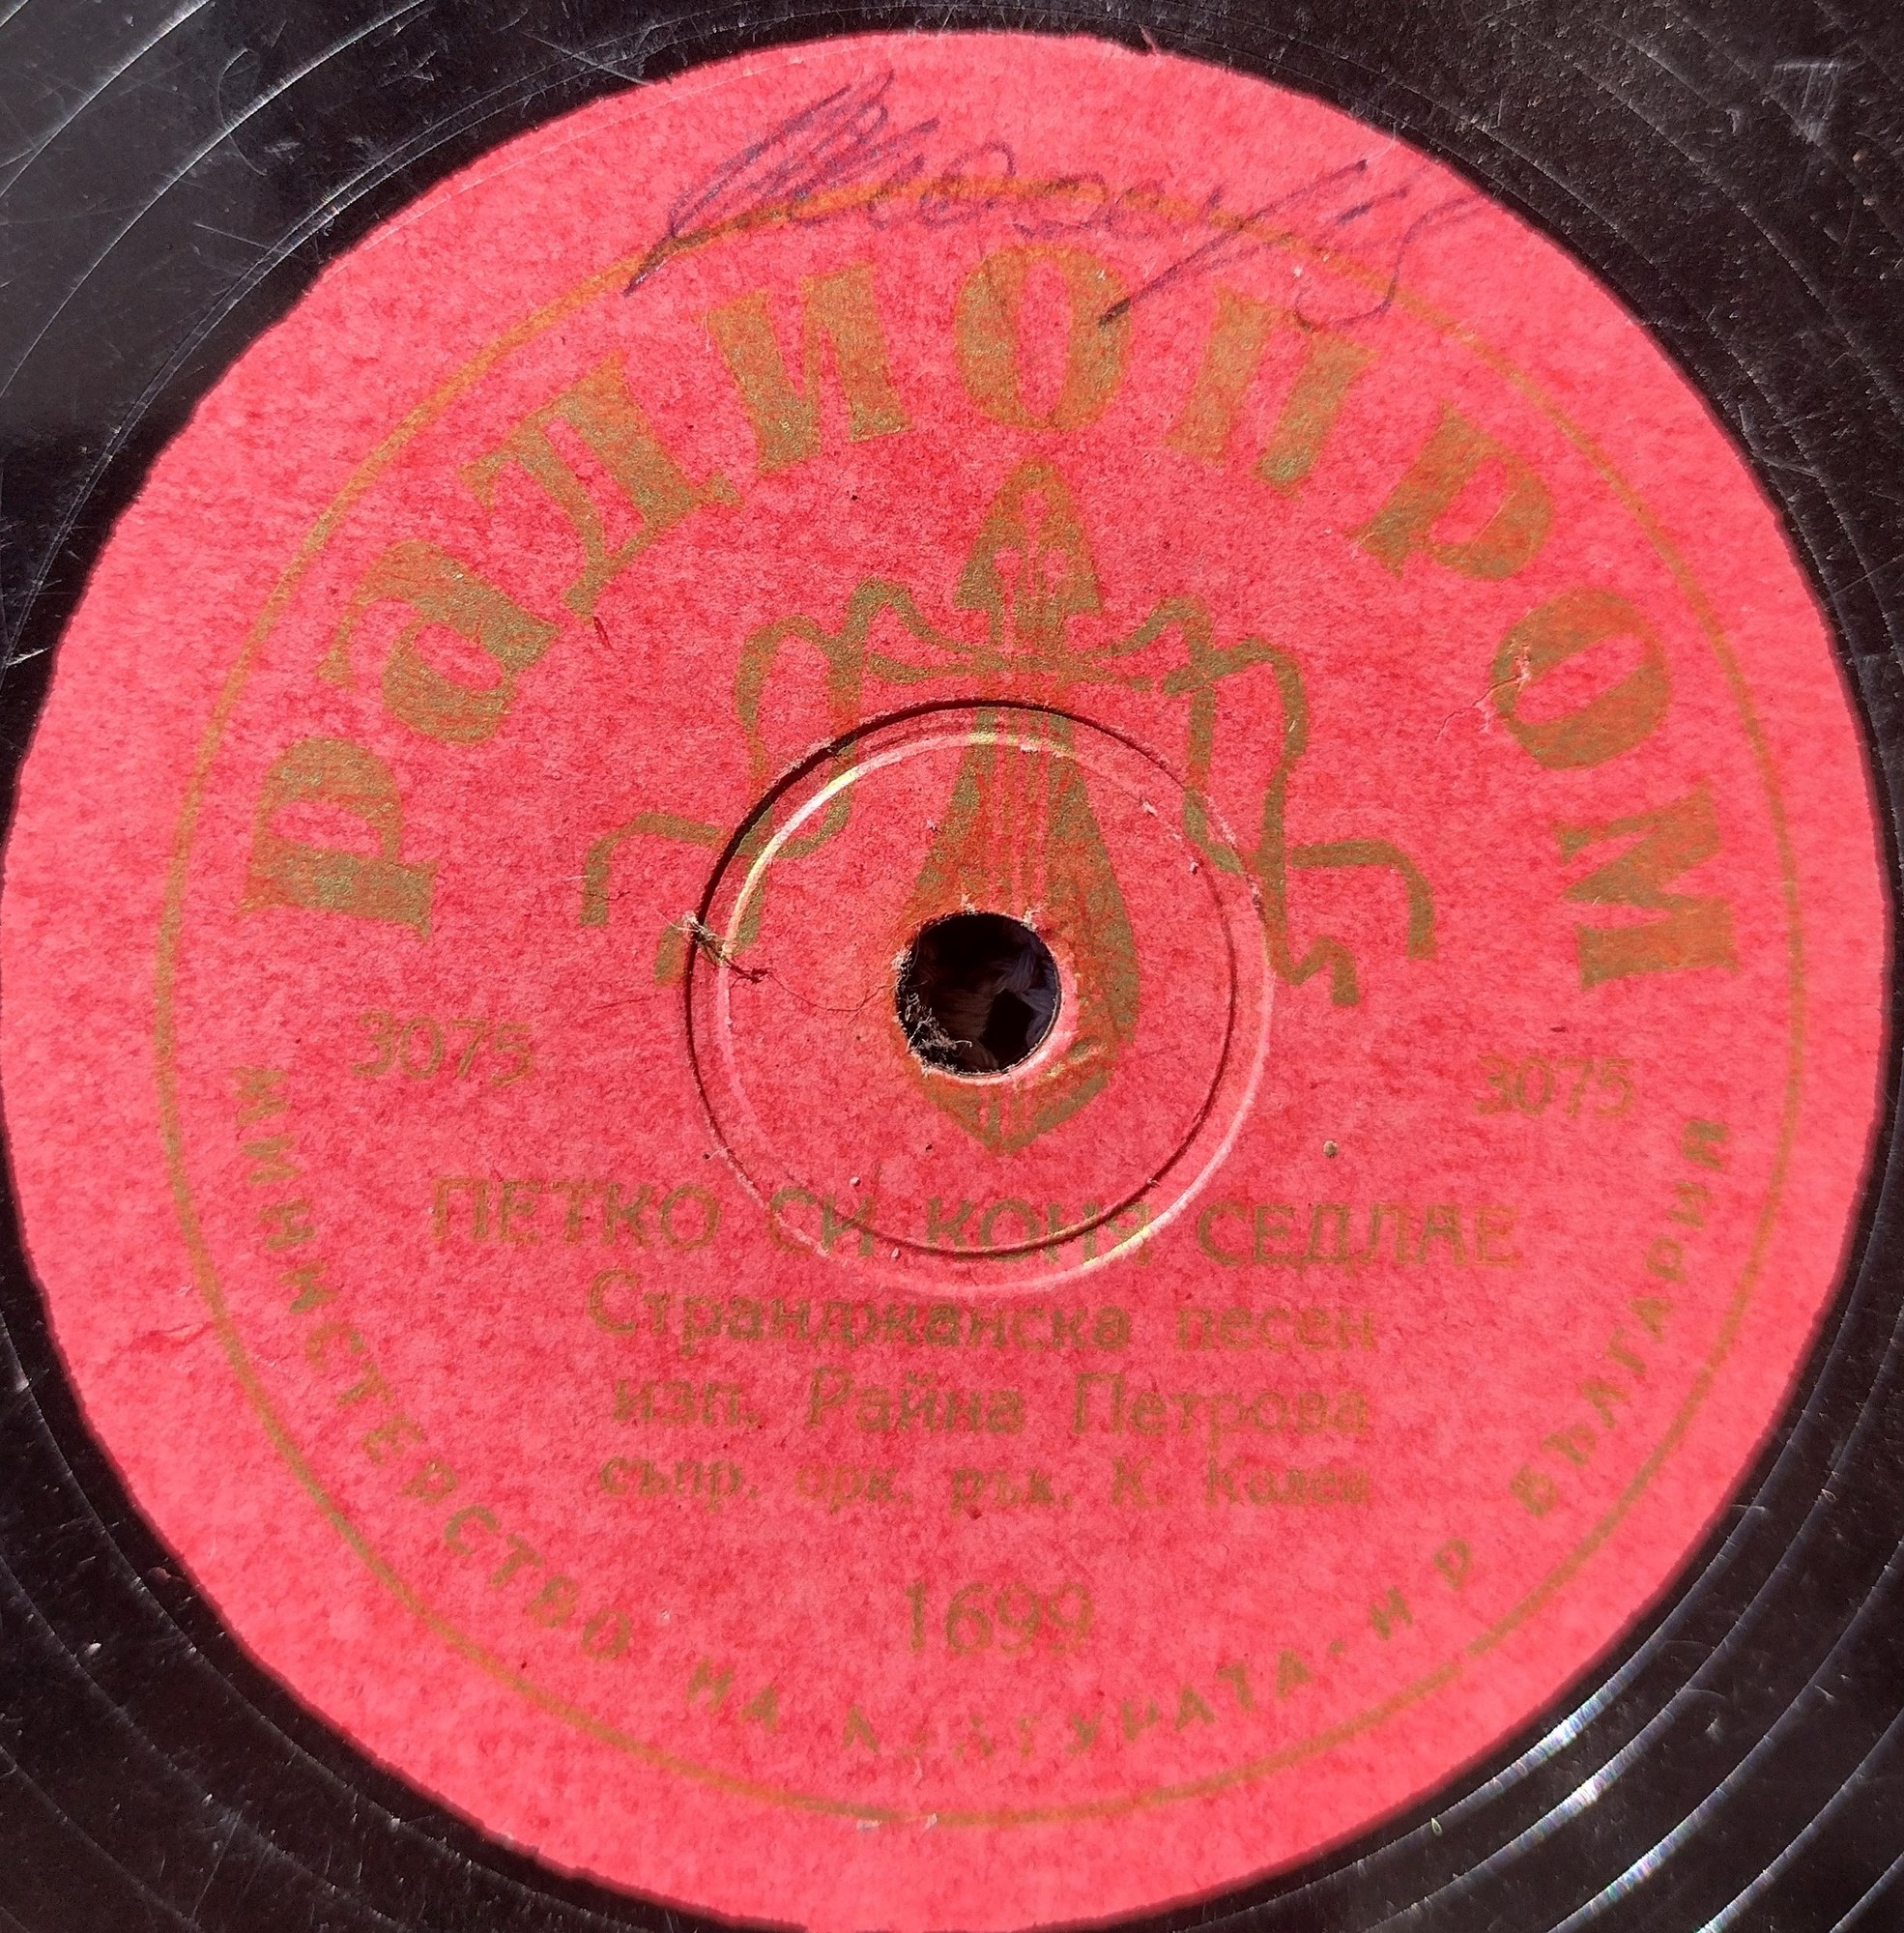 РАДИОПРОМ
3075
3075
ПЕТКО СИ КОНЯ СЕДЛАЕ
Странджанска песен
изп. Райна Петрова
съпр. орк. рък. К. Колев
1699
МИНИСТЕРСТВО НА КУЛТУРАТА - Н Р БЪЛГАРИЯ